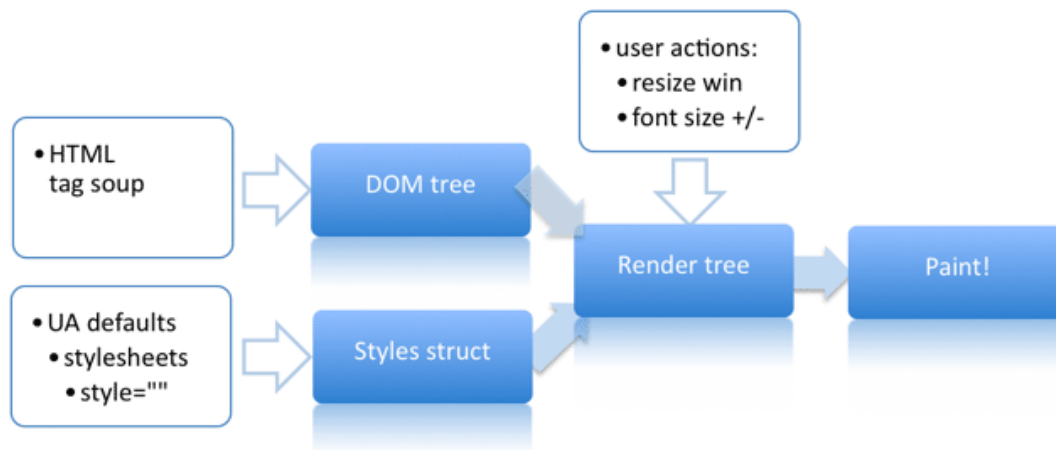 • user actions:
• resize win
• font size +/-
• HTML
tag soup
DOM tree
Render tree
Paint!
• UA defaults
• stylesheets
• style=""
Styles struct